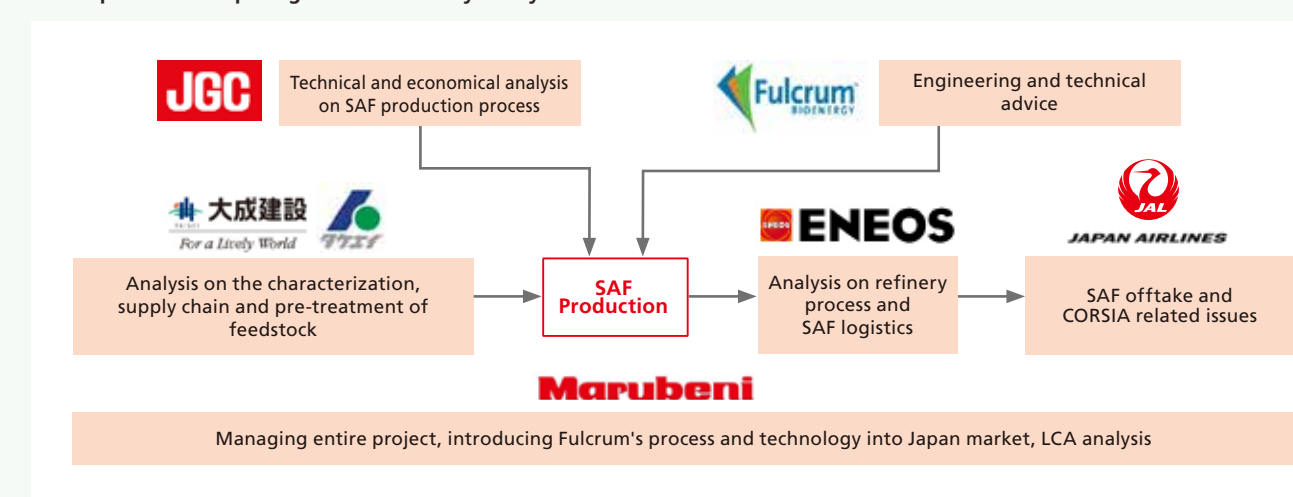 JGC
Technical and economical analysis
on SAF production process
Fulcrum
BIOENERGY
Engineering and technical
advice
大成建設
For a Lively World
タケエイ
ENEOS
JAL
JAPAN AIRLINES
Analysis on the characterization,
supply chain and pre-treatment of
feedstock
SAF
Production
Analysis on refinery
process and
SAF logistics
SAF offtake and
CORSIA related issues
Marubeni
Managing entire project, introducing Fulcrum's process and technology into Japan market, LCA analysis